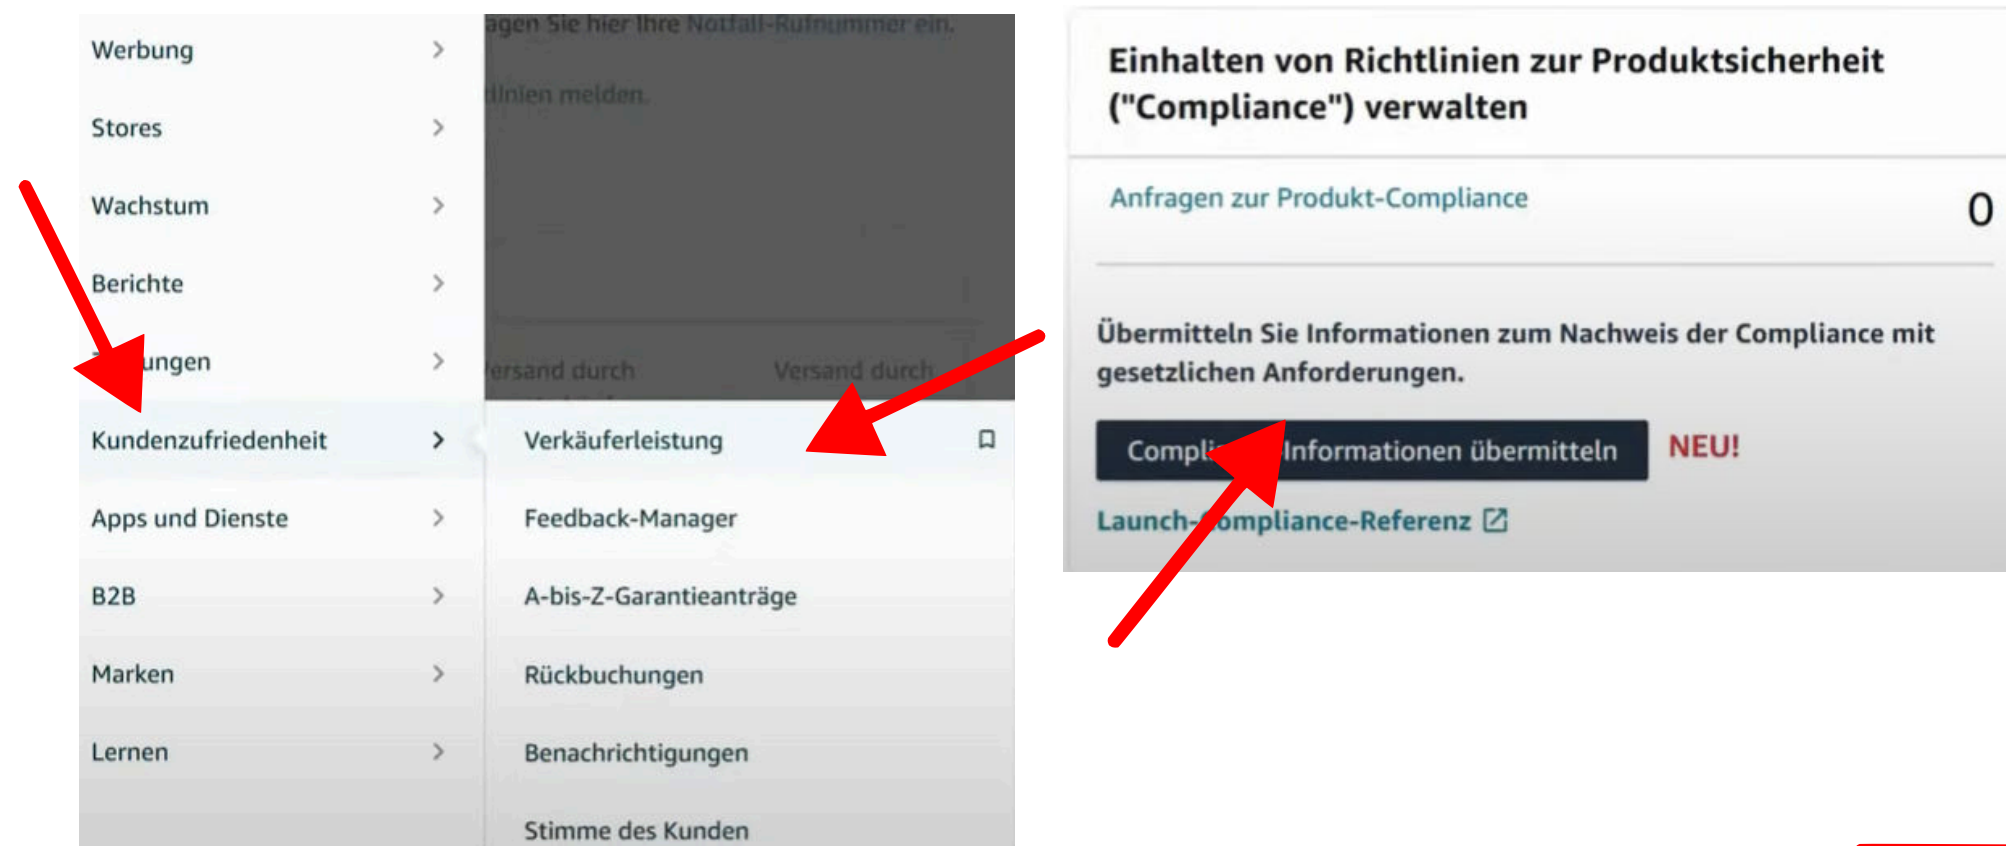 Werbung
Stores
Wachstum
Berichte
ungen
Kundenzufriedenheit
Apps und Dienste
B2B
Marken
Lernen
agen Sie hier Ihre Notfall-Rufnummer ein.
tlinien melden.
ersand durch
Versand durch
Verkäuferleistung
Feedback-Manager
A-bis-Z-Garantieanträge
Rückbuchungen
Benachrichtigungen
Stimme des Kunden
Einhalten von Richtlinien zur Produktsicherheit
("Compliance") verwalten
Anfragen zur Produkt-Compliance
0
Übermitteln Sie Informationen zum Nachweis der Compliance mit
gesetzlichen Anforderungen.
Compliance-Informationen übermitteln
NEU!
Launch-Compliance-Referenz